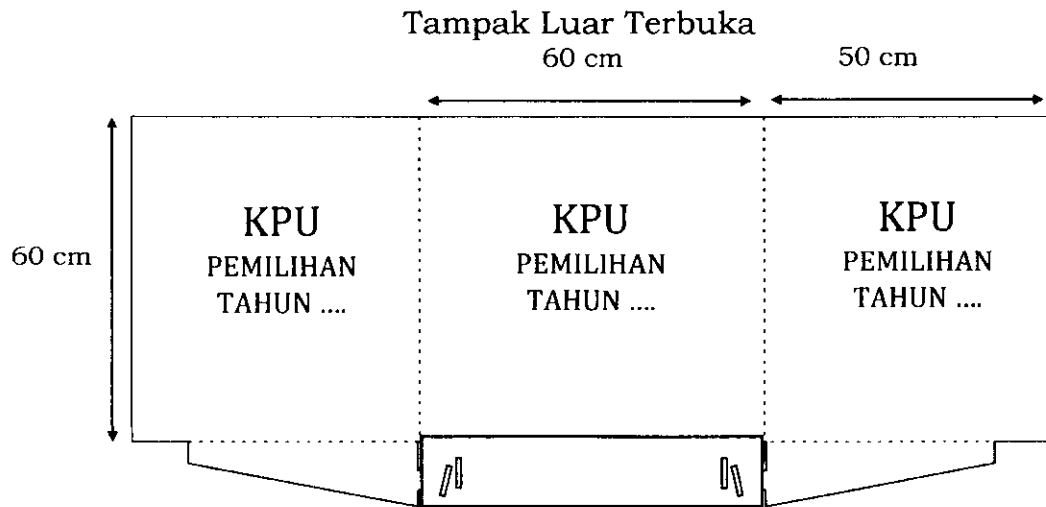 Tampak Luar Terbuka
60 cm
50 cm
60 cm
KPU
PEMILIHAN
TAHUN ....
KPU
PEMILIHAN
TAHUN ....
KPU
PEMILIHAN
TAHUN ....